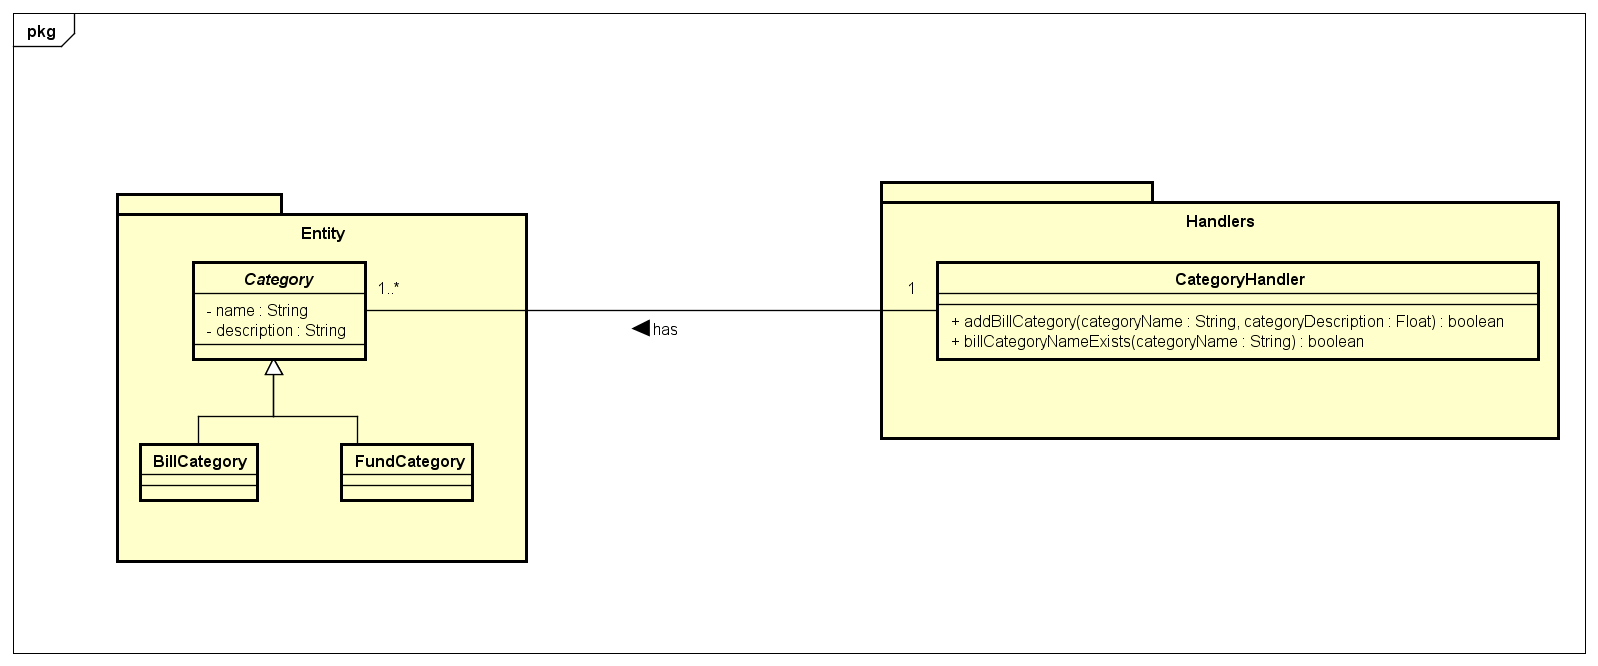 pkg
Entity
Category
- name : String
- description : String
BillCategory
FundCategory
1..*
has
1
Handlers
CategoryHandler
+ addBillCategory(categoryName : String, categoryDescription : Float) : boolean
+ billCategoryNameExists(categoryName : String) : boolean